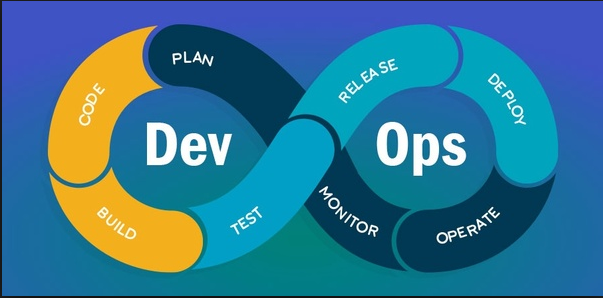 PLAN
CODE
BUILD
TEST
RELEASE
DEPLOY
OPERATE
MONITOR
Dev
Ops